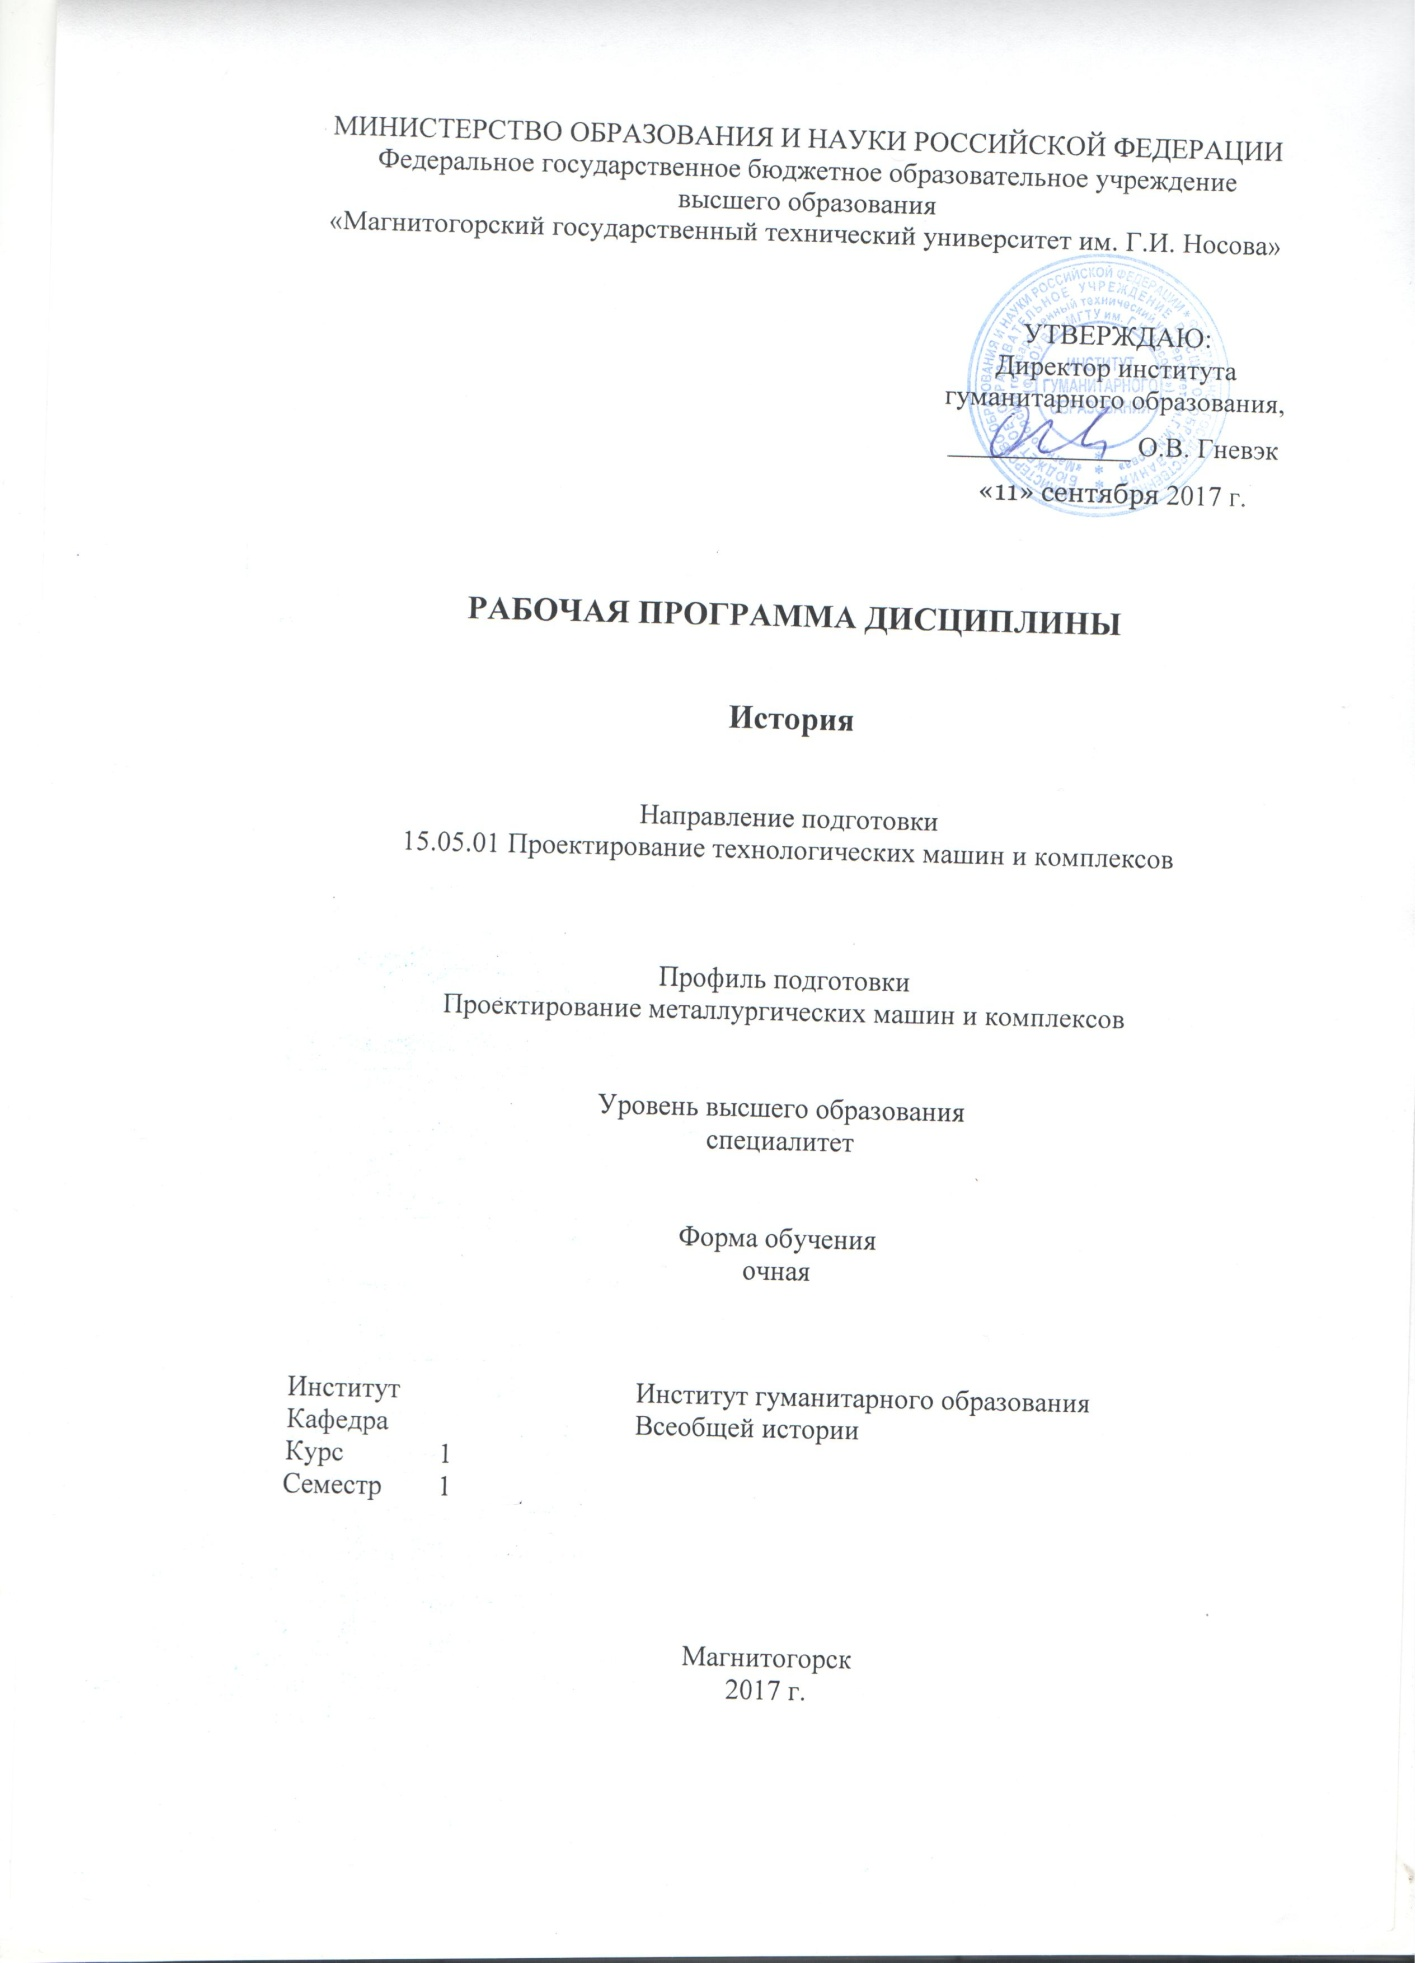 МИНИСТЕРСТВО ОБРАЗОВАНИЯ И НАУКИ РОССИЙСКОЙ ФЕДЕРАЦИИ
Федеральное государственное бюджетное образовательное учреждение
высшего образования
«Магнитогорский государственный технический университет им. Г.И. Носова»
УТВЕРЖДАЮ:
Директор института
гуманитарного образования,
О.В. Гневэк
«11» сентября 2017 г.
ИНСТИТУТ
ГУМАНИТАРНОГО
ОБРАЗОВАНИЯ
РАБОЧАЯ ПРОГРАММА ДИСЦИПЛИНЫ
История
Направление подготовки
15.05.01 Проектирование технологических машин и комплексов
Профиль подготовки
Проектирование металлургических машин и комплексов
Уровень высшего образования
специалитет
Форма обучения
очная
Институт Институт гуманитарного образования
Кафедра Всеобщей истории
Курс 1
Семестр 1
Магнитогорск
2017 г.